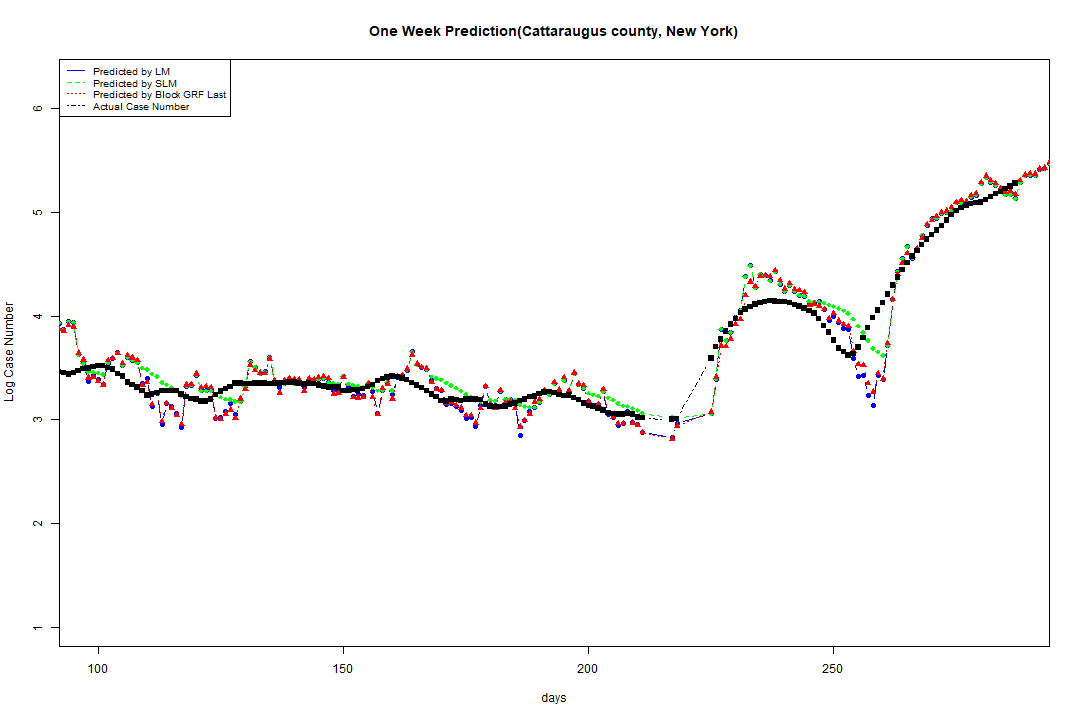 One Week Prediction(Cattaraugus county, New York)
Predicted by LM
Predicted by SLM
Predicted by Block GRF Last
Actual Case Number
6
5
4
3
2
1
Log Case Number
100 150 200 250
days